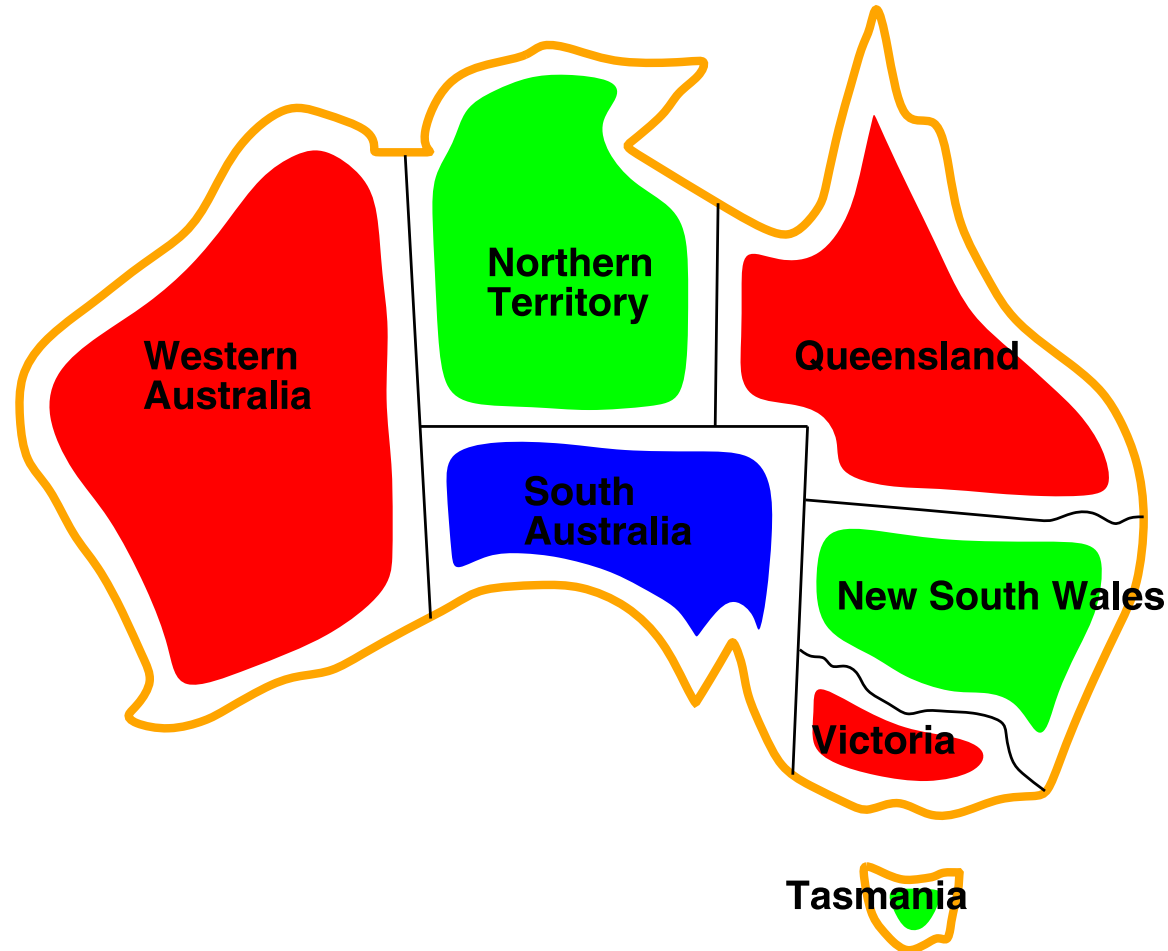 Northern
Territory
Western
Australia
Queensland
South
Australia
New South Wales
Victoria
Tasmania